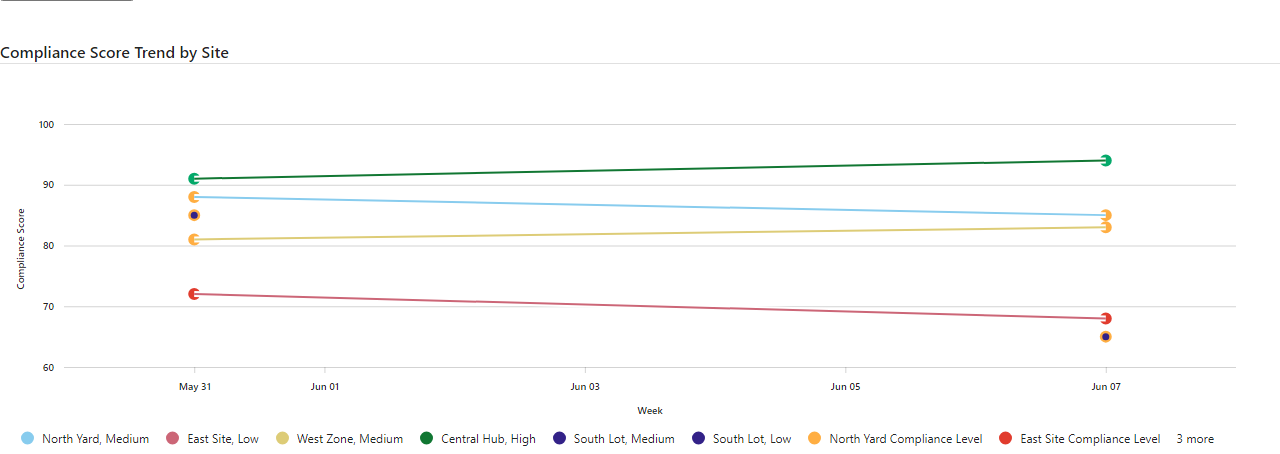 Compliance Score Trend by Site
100
90
80
70
60
Compliance Score
May 31
Jun 01
Jun 03
Jun 05
Jun 07
Week
North Yard, Medium
East Site, Low
West Zone, Medium
Central Hub, High
South Lot, Medium
South Lot, Low
North Yard Compliance Level
East Site Compliance Level
3 more